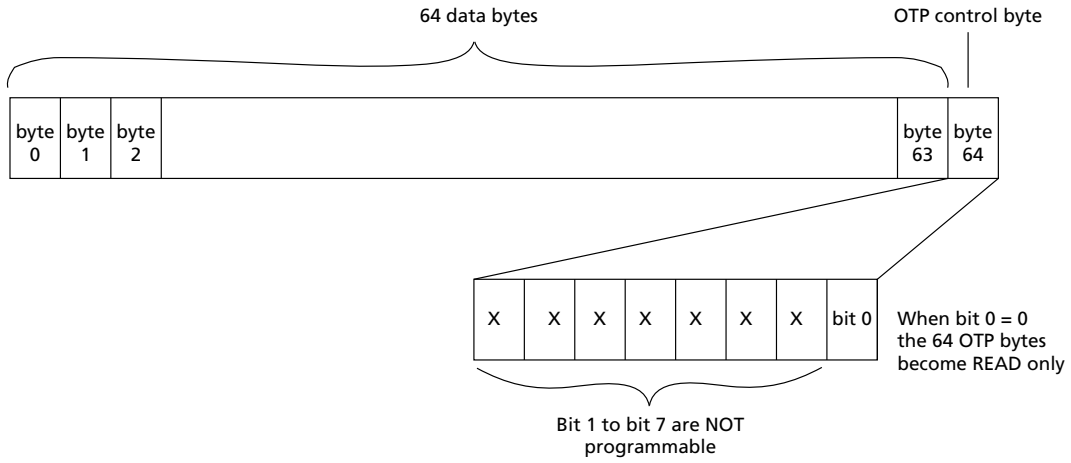 64 data bytes
OTP control byte
byte 0
byte 1
byte 2
byte 63
byte 64
X X X X X X X bit 0
When bit 0 = 0
the 64 OTP bytes
become READ only
Bit 1 to bit 7 are NOT
programmable